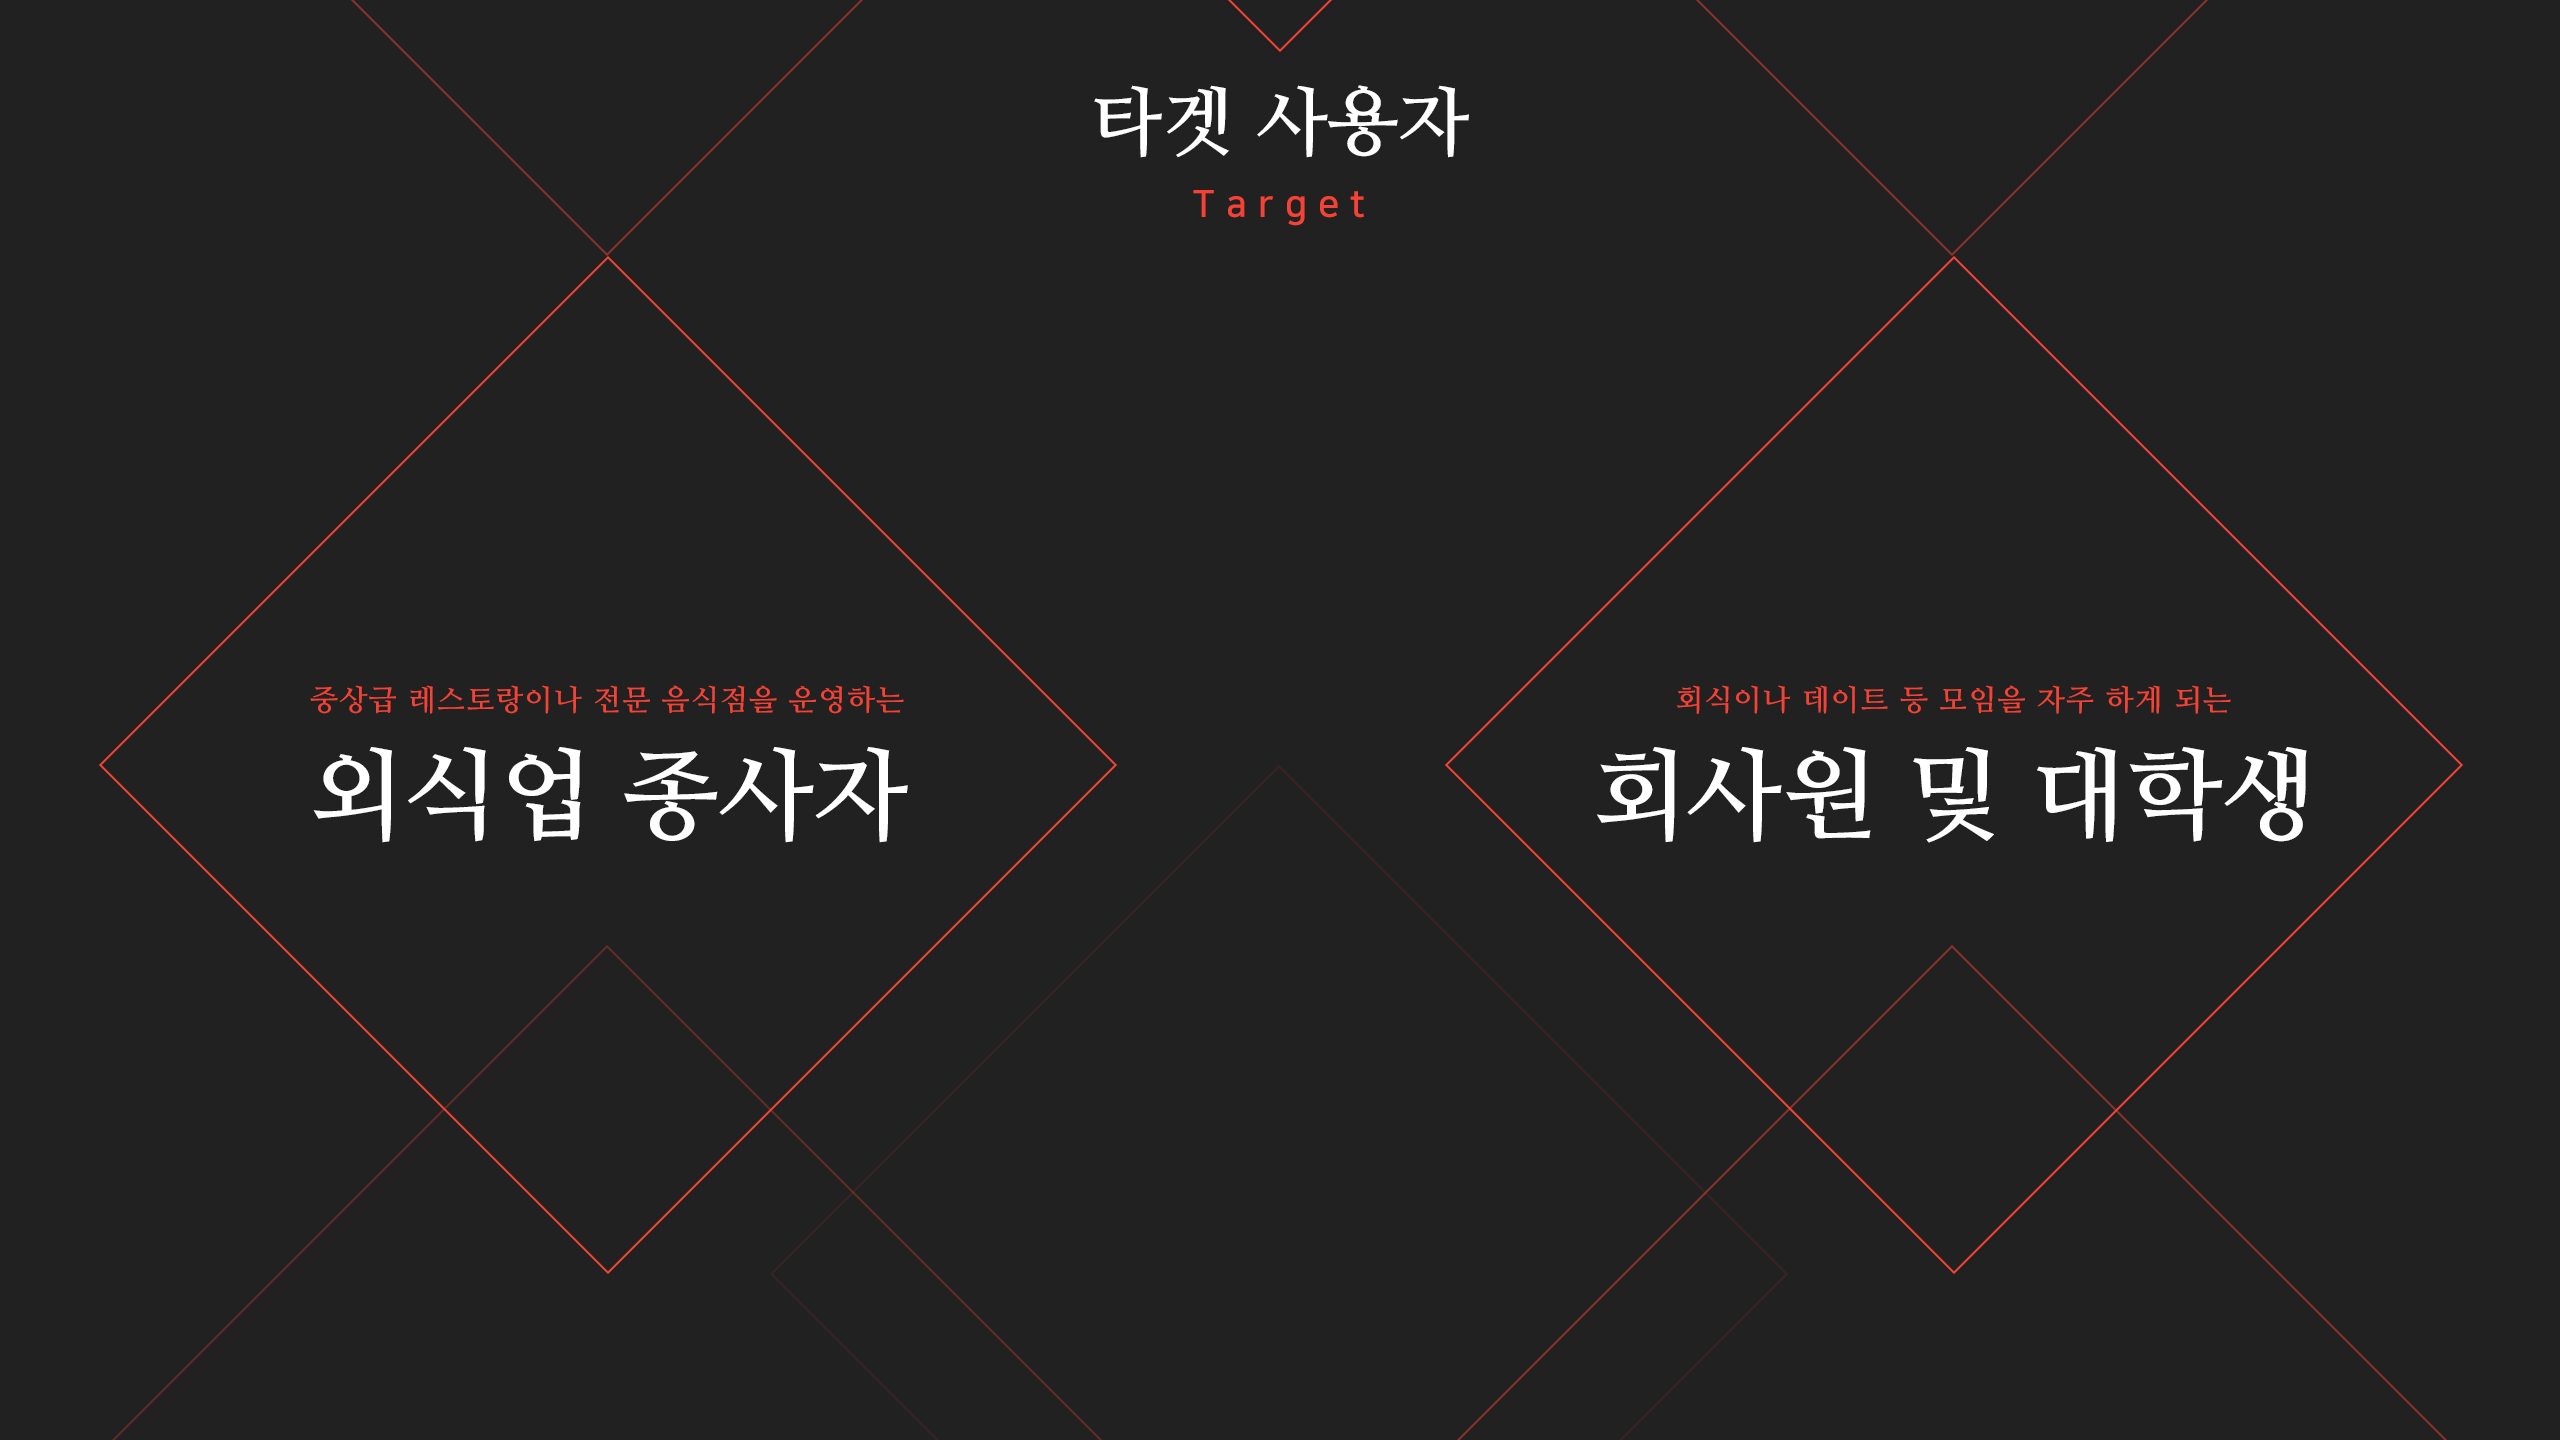 타겟 사용자
Target
중상급 레스토랑이나 전문 음식점을 운영하는
외식업 종사자
회식이나 데이트 등 모임을 자주 하게 되는
회사원 및 대학생